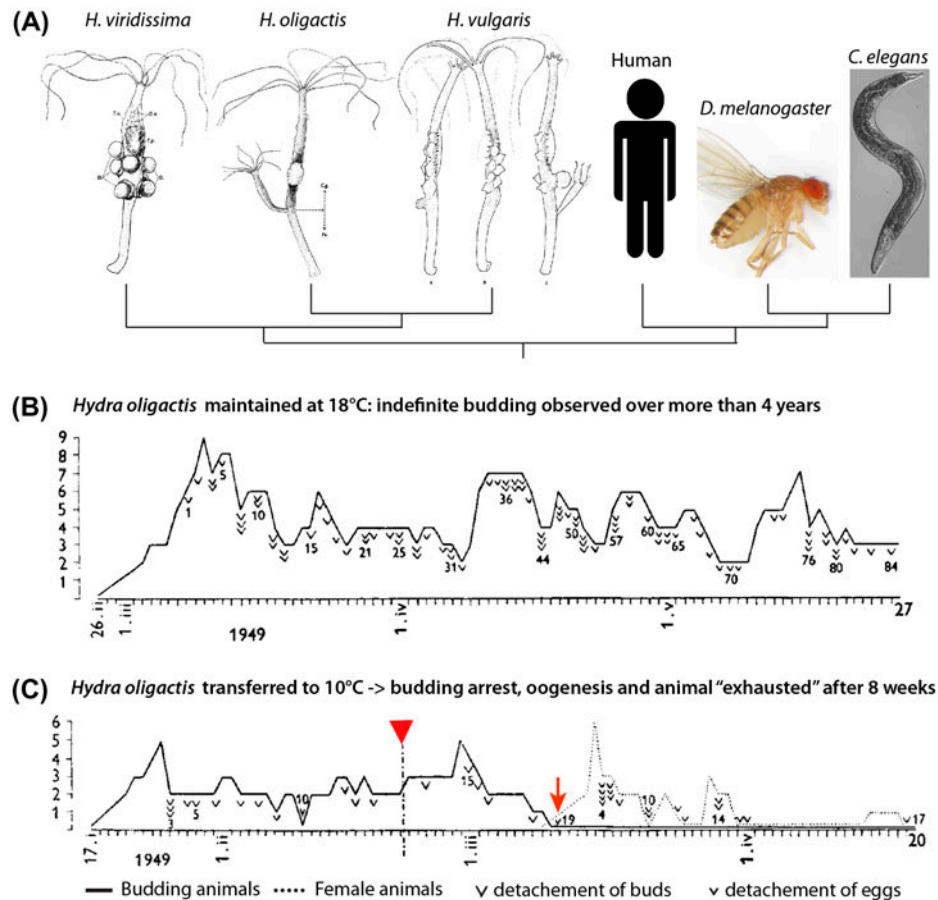 (A)
H. viridissima H. oligactis H. vulgaris
Human
D. melanogaster
C. elegans
(B) Hydra oligactis maintained at 18°C: indefinite budding observed over more than 4 years
9
8
7
6
5
4
3
2
1
1 5 10 15 21 25 31 36 44 50 57 60 65 70 76 80 84
26.ii 1.iii 1.iv 1.v 27
1949
(C) Hydra oligactis transferred to 10°C -> budding arrest, oogenesis and animal "exhausted" after 8 weeks
6
5
4
3
2
1
3 5 10 15 19 4 10 14 17
17.i 1.ii 1.iii 1.iv 20
1949
Budding animals Female animals detachement of buds detachement of eggs